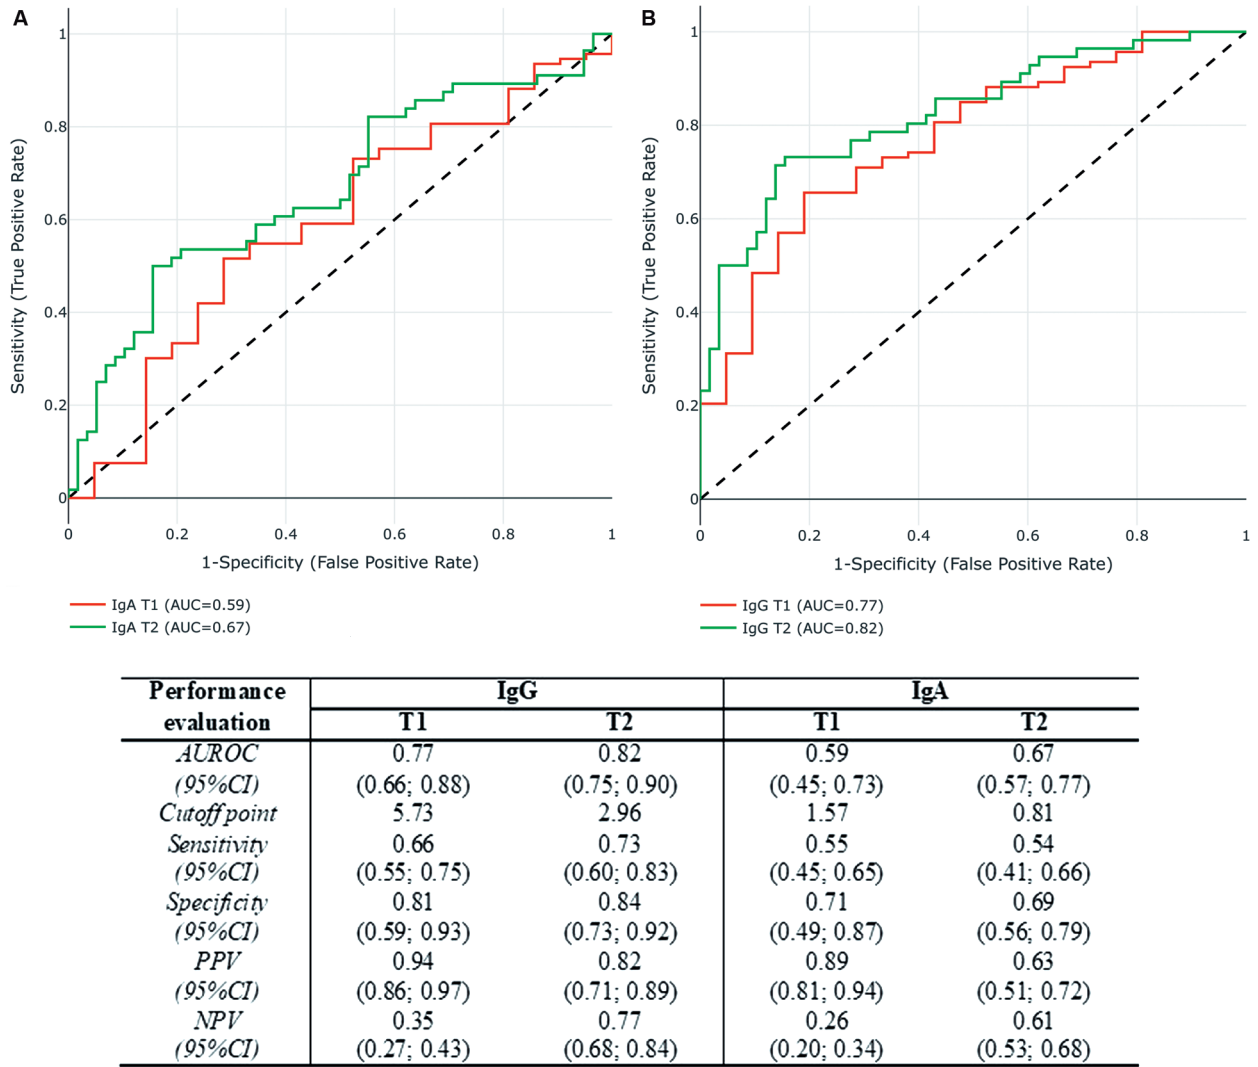 A
Sensitivity (True Positive Rate)
1
0.8
0.6
0.4
0.2
0
0 0.2 0.4 0.6 0.8 1
1-Specificity (False Positive Rate)
IgA T1 (AUC=0.59)
IgA T2 (AUC=0.67)
B
Sensitivity (True Positive Rate)
1
0.8
0.6
0.4
0.2
0
0 0.2 0.4 0.6 0.8 1
1-Specificity (False Positive Rate)
IgG T1 (AUC=0.77)
IgG T2 (AUC=0.82)
Performance evaluation IgG IgA
T1 T2 T1 T2
AUROC 0.77 0.82 0.59 0.67
(95%CI) (0.66; 0.88) (0.75; 0.90) (0.45; 0.73) (0.57; 0.77)
Cutoff point 5.73 2.96 1.57 0.81
Sensitivity 0.66 0.73 0.55 0.54
(95%CI) (0.55; 0.75) (0.60; 0.83) (0.45; 0.65) (0.41; 0.66)
Specificity 0.81 0.84 0.71 0.69
(95%CI) (0.59; 0.93) (0.73; 0.92) (0.49; 0.87) (0.56; 0.79)
PPV 0.94 0.82 0.89 0.63
(95%CI) (0.86; 0.97) (0.71; 0.89) (0.81; 0.94) (0.51; 0.72)
NPV 0.35 0.77 0.26 0.61
(95%CI) (0.27; 0.43) (0.68; 0.84) (0.20; 0.34) (0.53; 0.68)